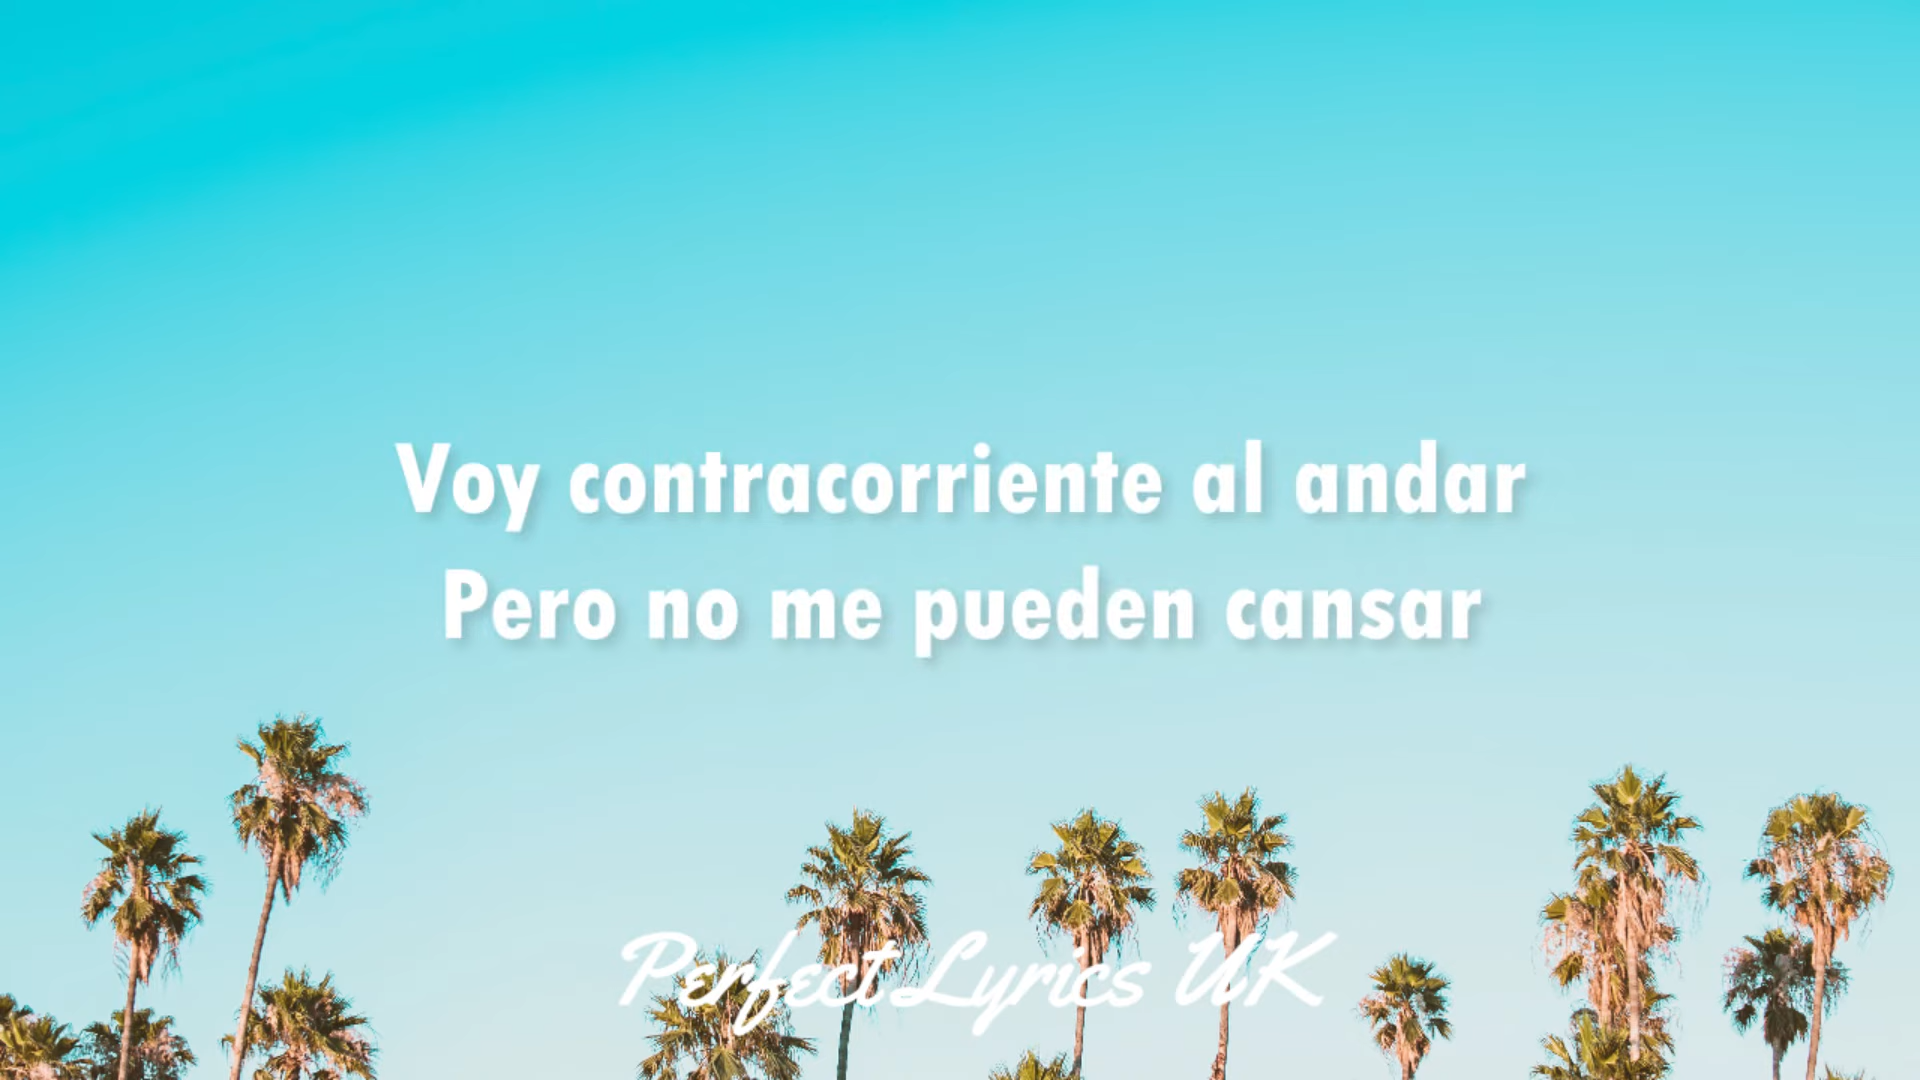 Voy contracorriente al andar
Pero no me pueden cansar
Perfect Lyrics UK